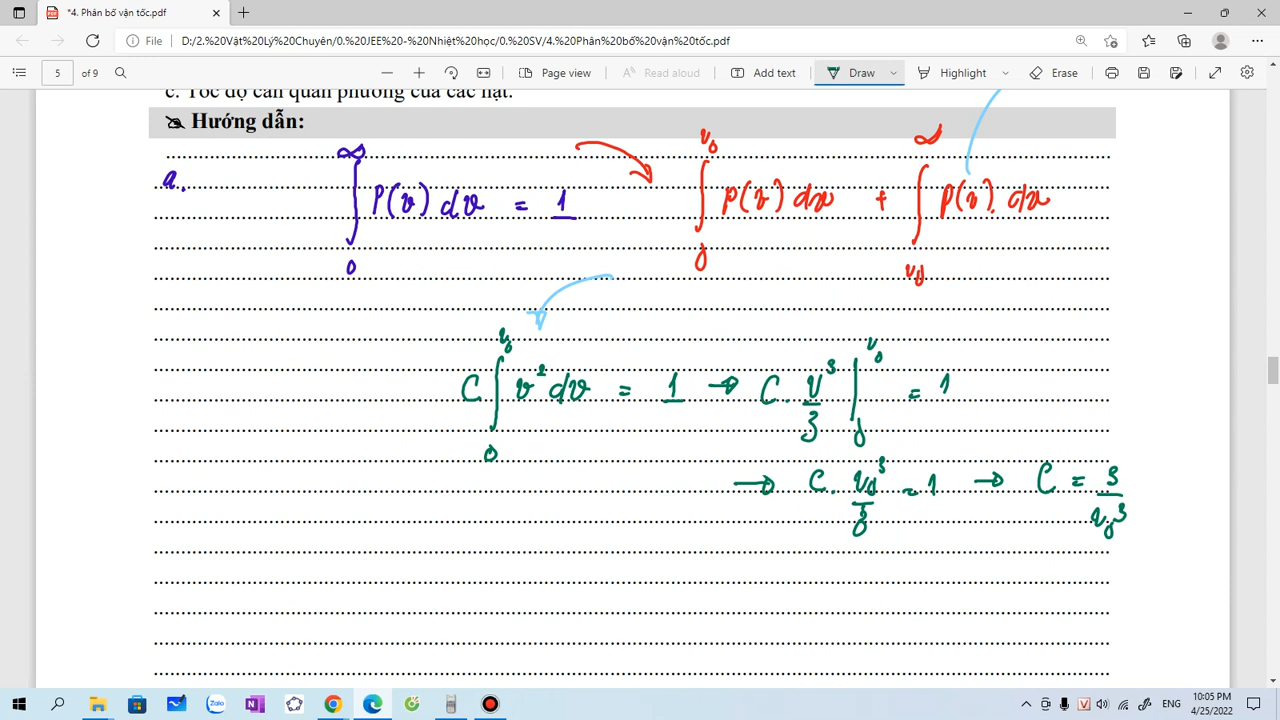 *4. Phân bố vận tốc.pdf
File D:/2.%20Vật%20Lý%20Chuyên/0.%20JEE%20-%20Nhiệt%20học/0.%20SV/4.%20Phân%20bố%20vận%20tốc.pdf
5 of 9 Page view Read aloud Add text Draw Highlight Erase
c. Tốc độ căn quân phương của các hạt.
Hướng dẫn:
a. ∫₀^∞ P(v) dv = 1 ∫₀^v₀ P(v) dv + ∫_v₀^∞ P(v). dv
C ∫₀^v₀ v² dv = 1 → C. v³/3 |₀^v₀ = 1
→ C. v₀³/3 = 1 → C = 3/v₀³
Zalo
ENG
10:05 PM
4/25/2022